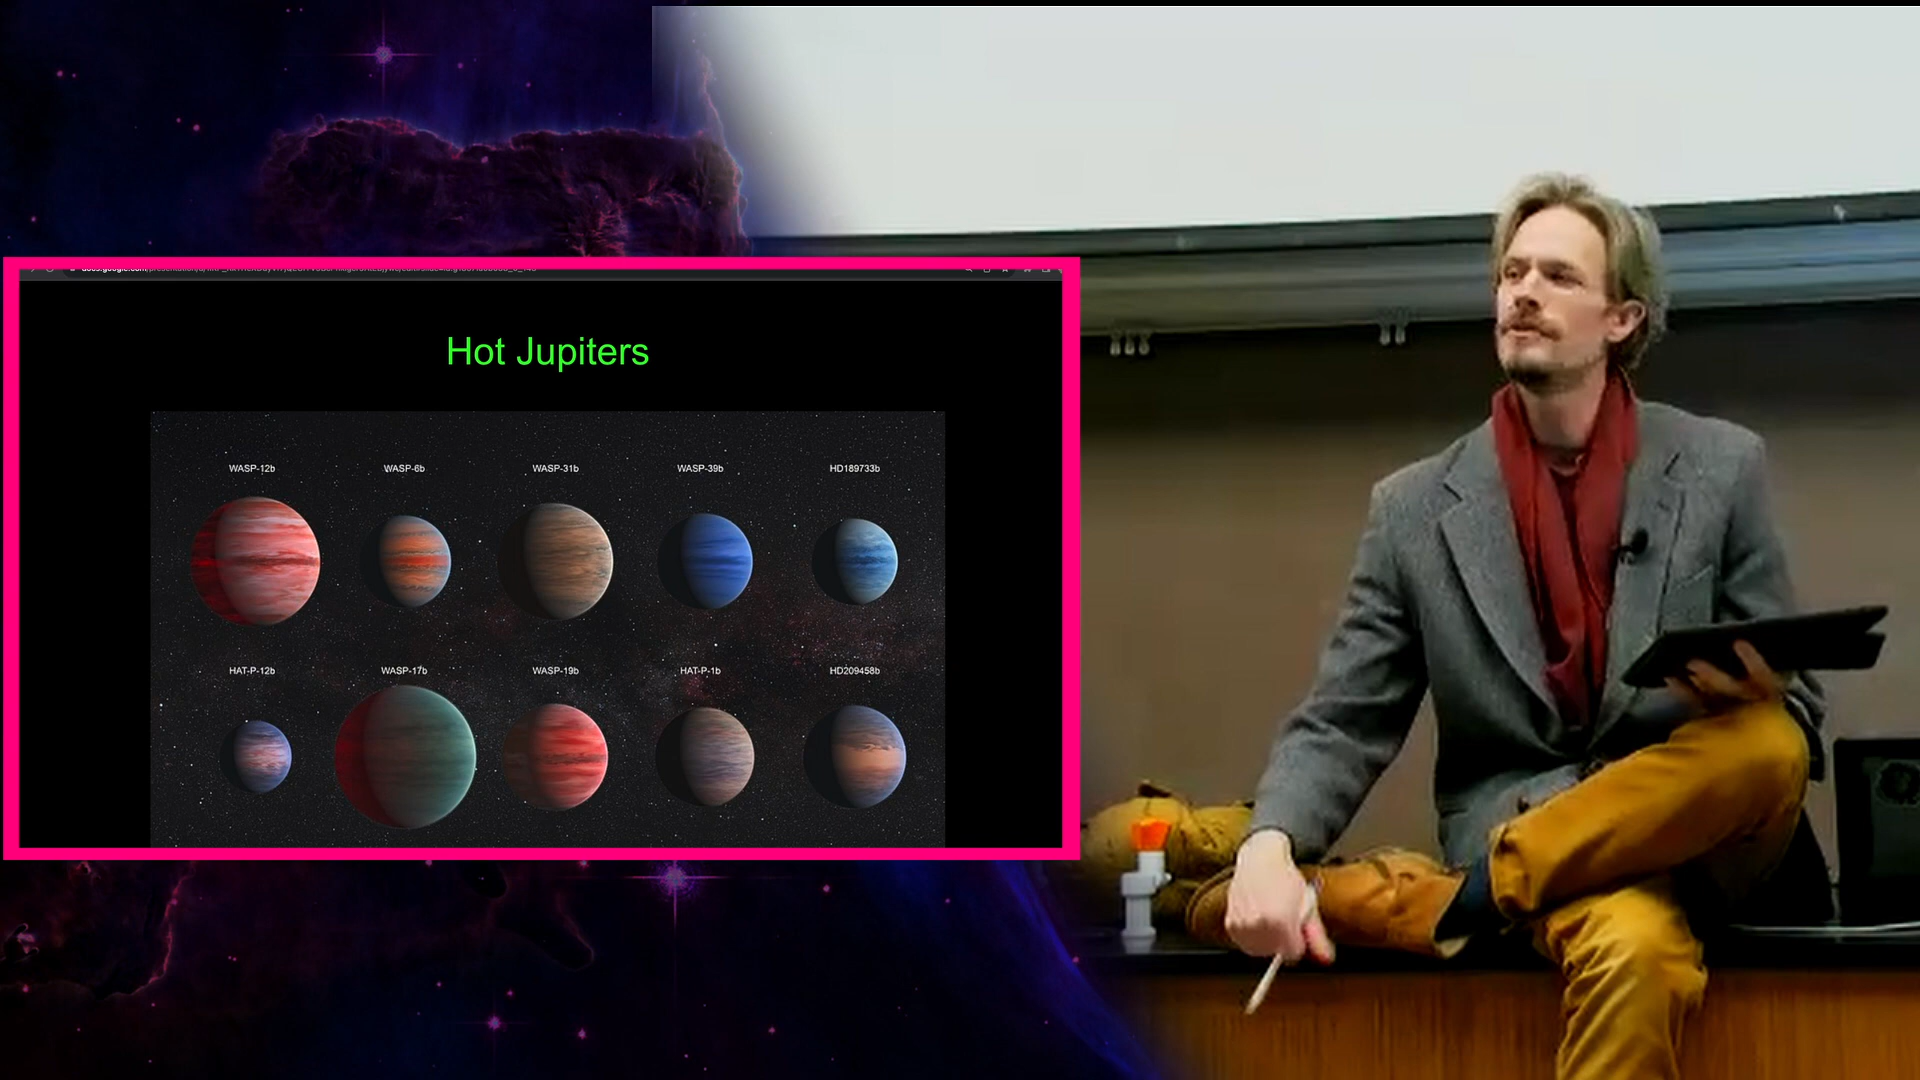 Hot Jupiters
WASP-12b WASP-6b WASP-31b WASP-39b HD189733b
HAT-P-12b WASP-17b WASP-19b HAT-P-1b HD209458b